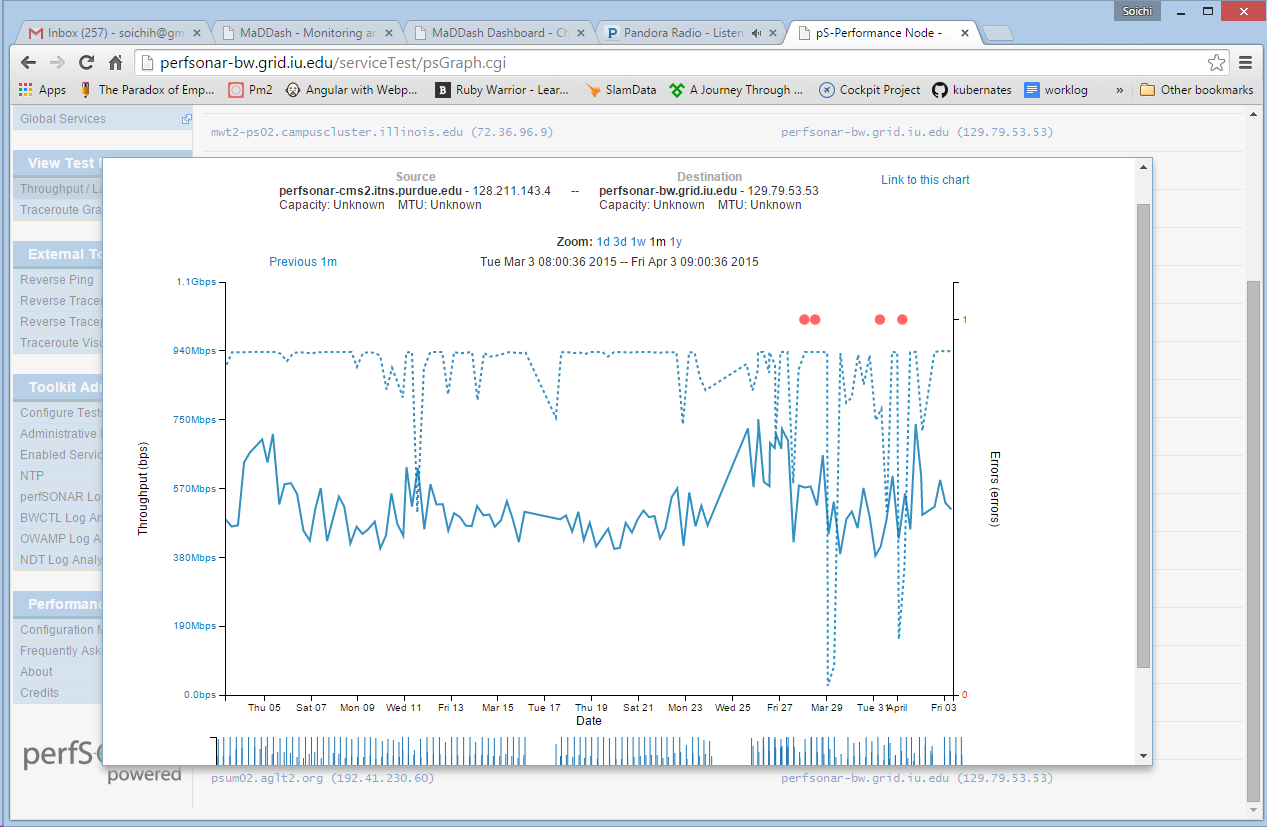 Soichi
Inbox (257) - soichih@gm
MaDDash - Monitoring ar
MaDDash Dashboard - Ch
Pandora Radio - Listen
pS-Performance Node -
perfsonar-bw.grid.iu.edu/serviceTest/psGraph.cgi
Apps
The Paradox of Emp...
Pm2
Angular with Webp...
Ruby Warrior - Lear...
SlamData
A Journey Through ...
Cockpit Project
kubernates
worklog
»
Other bookmarks
Global Services
mwt2-ps02.campuscluster.illinois.edu (72.36.96.9)
perfsonar-bw.grid.iu.edu (129.79.53.53)
View Test
Throughput / La
Traceroute Gra
External To
Reverse Ping
Reverse Tracer
Reverse Tracep
Traceroute Visu
Toolkit Ad
Configure Tests
Administrative
Enabled Servic
NTP
perfSONAR Lo
BWCTL Log An
OWAMP Log A
NDT Log Analy
Performanc
Configuration M
Frequently Ask
About
Credits
perfS
powered
Source
perfsonar-cms2.itns.purdue.edu - 128.211.143.4
Capacity: Unknown MTU: Unknown
--
Destination
perfsonar-bw.grid.iu.edu - 129.79.53.53
Capacity: Unknown MTU: Unknown
Link to this chart
Zoom: 1d 3d 1w 1m 1y
Previous 1m
Tue Mar 3 08:00:36 2015 -- Fri Apr 3 09:00:36 2015
1.1Gbps
940Mbps
750Mbps
570Mbps
380Mbps
190Mbps
0.0bps
Throughput (bps)
1
0
Errors (errors)
Thu 05 Sat 07 Mon 09 Wed 11 Fri 13 Mar 15 Tue 17 Thu 19 Sat 21 Mon 23 Wed 25 Fri 27 Mar 29 Tue 31 April Fri 03
Date
psum02.aglt2.org (192.41.230.60)
perfsonar-bw.grid.iu.edu (129.79.53.53)